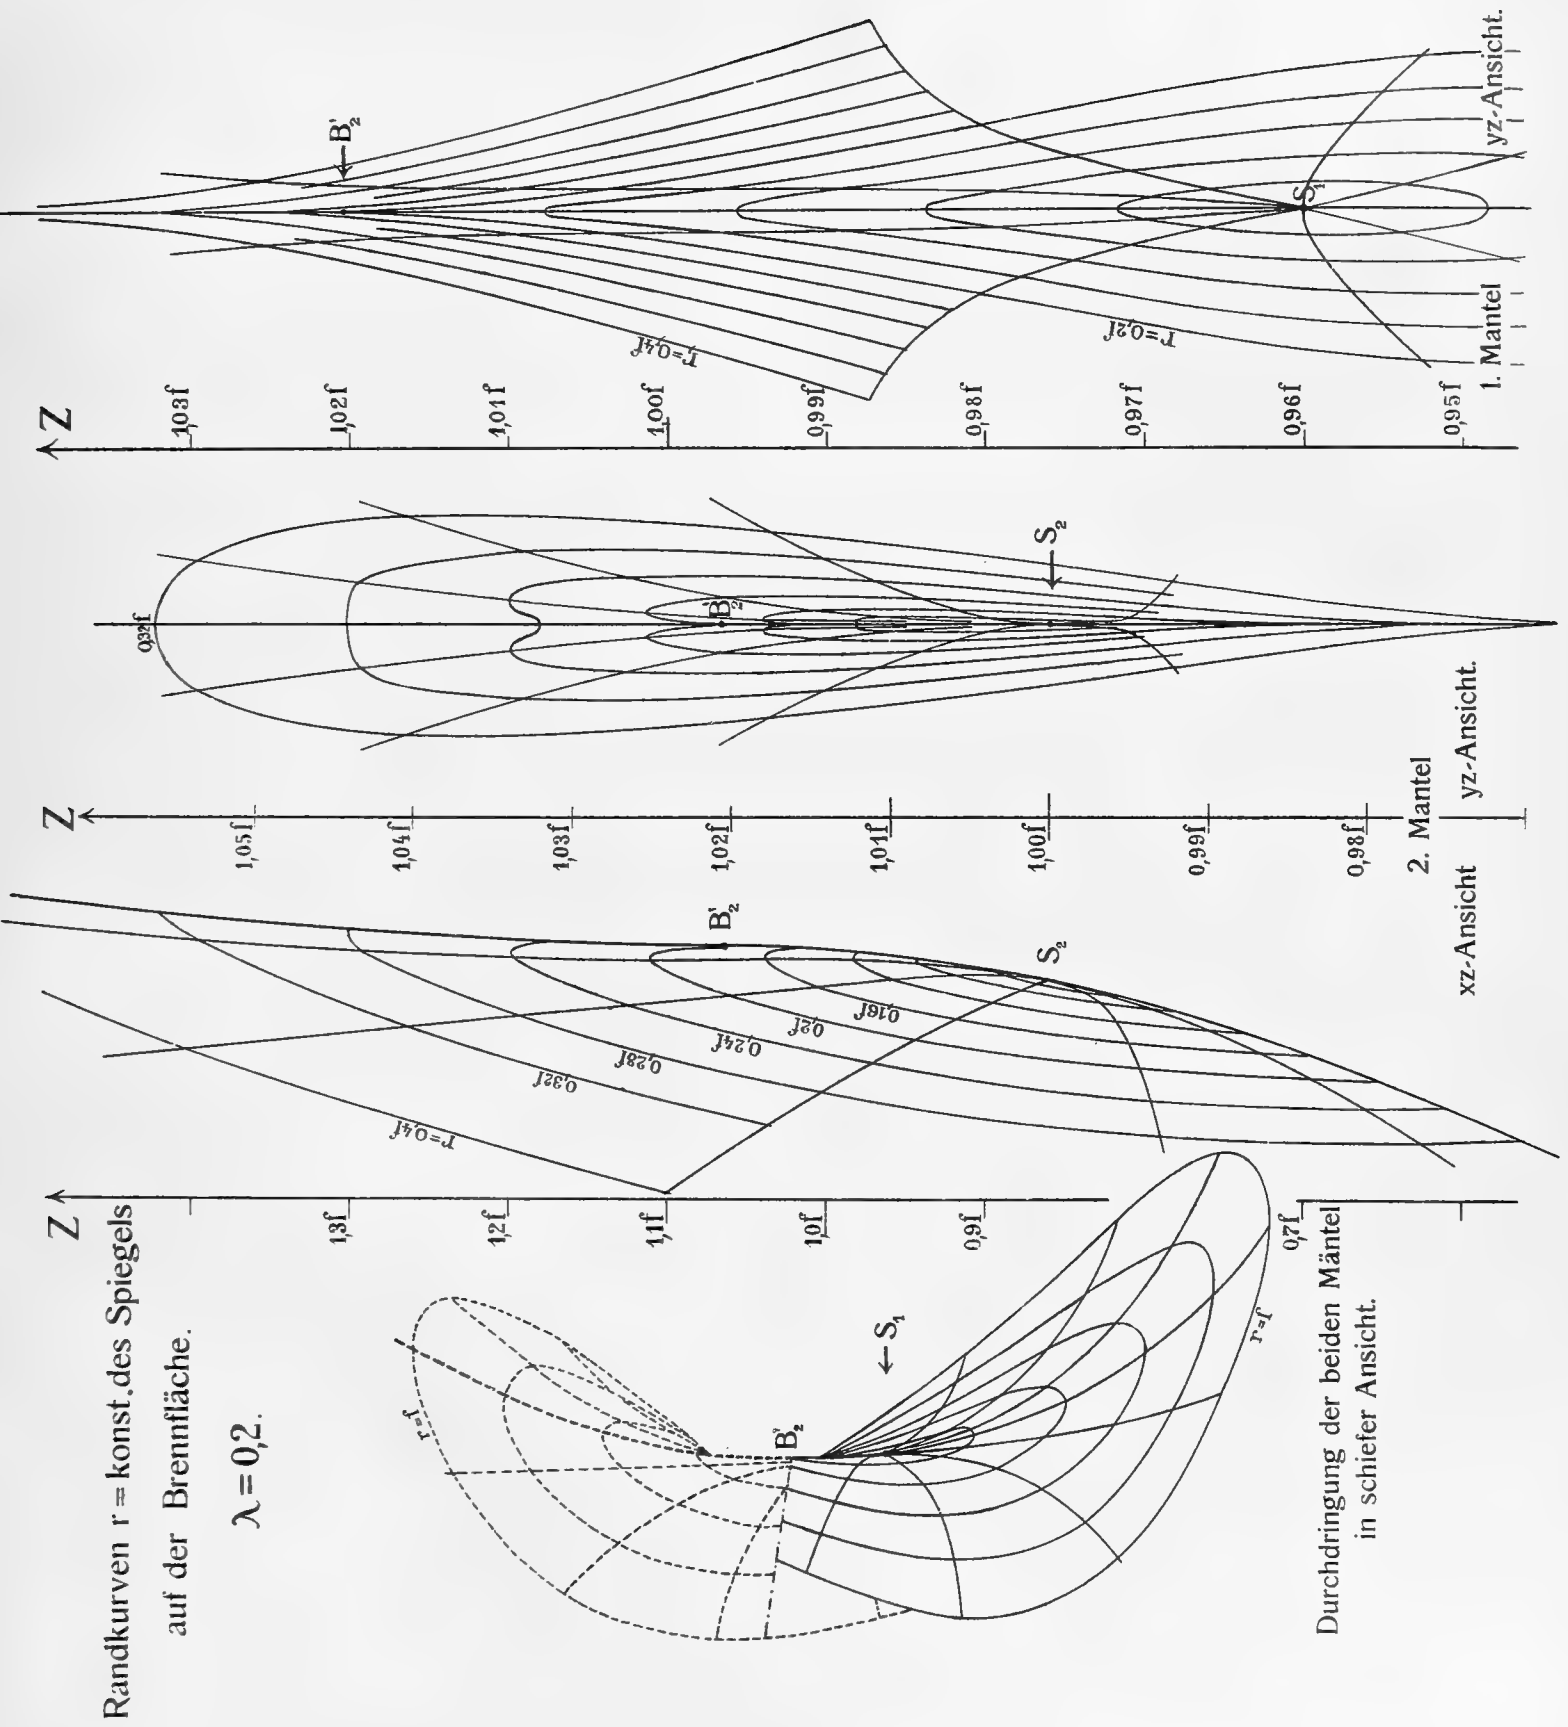 Randkurven r = konst. des Spiegels
auf der Brennfläche.
λ = 0,2.
r=f
r=f
B'₂
← S₁
Durchdringung der beiden Mäntel
in schiefer Ansicht.
Z
1,3f
1,2f
1,1f
1,0f
0,9f
0,7f
r=0,4f
0,32f
0,28f
0,24f
0,2f
0,16f
B'₂
S₂
xz-Ansicht
2. Mantel
yz-Ansicht.
Z
1,05f
1,04f
1,03f
1,02f
1,01f
1,00f
0,99f
0,98f
0,32f
B'₂
← S₂
Z
1,03f
1,02f
1,01f
1,00f
0,99f
0,98f
0,97f
0,96f
0,95f
r=0,4f
r=0,2f
← B'₂
S₁
1. Mantel
yz-Ansicht.